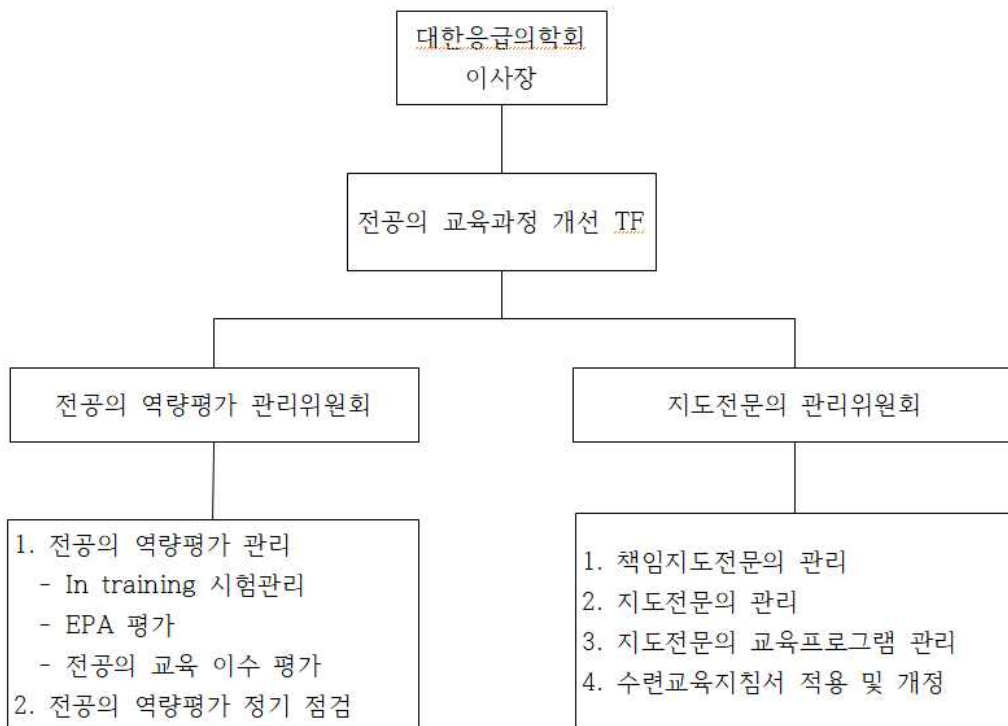 대한응급의학회
이사장
전공의 교육과정 개선 TF
전공의 역량평가 관리위원회
지도전문의 관리위원회
1. 전공의 역량평가 관리
- In training 시험관리
- EPA 평가
- 전공의 교육 이수 평가
2. 전공의 역량평가 정기 점검
1. 책임지도전문의 관리
2. 지도전문의 관리
3. 지도전문의 교육프로그램 관리
4. 수련교육지침서 적용 및 개정